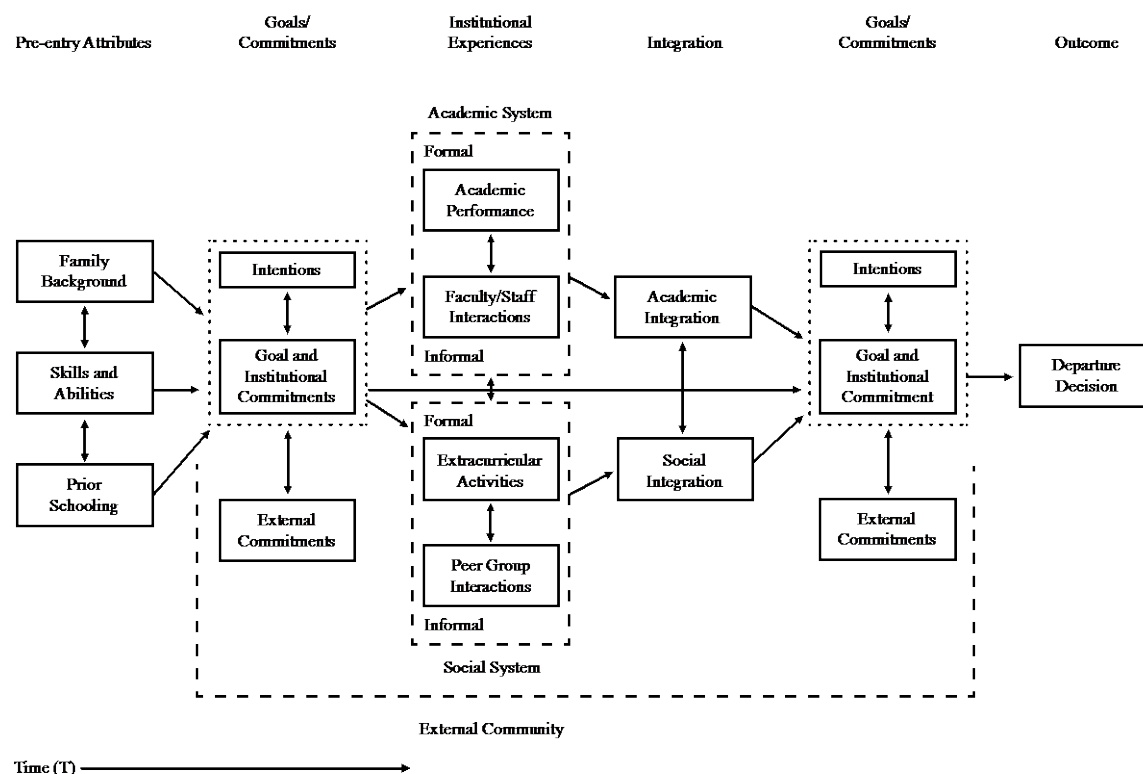 Pre-entry Attributes
Goals/
Commitments
Institutional
Experiences
Integration
Goals/
Commitments
Outcome
Academic System
Formal
Academic
Performance
Faculty/Staff
Interactions
Informal
Family
Background
Skills and
Abilities
Prior
Schooling
Intentions
Goal and
Institutional
Commitments
External
Commitments
Formal
Extracurricular
Activities
Peer Group
Interactions
Informal
Social System
Academic
Integration
Social
Integration
Intentions
Goal and
Institutional
Commitment
External
Commitments
Departure
Decision
External Community
Time (T)